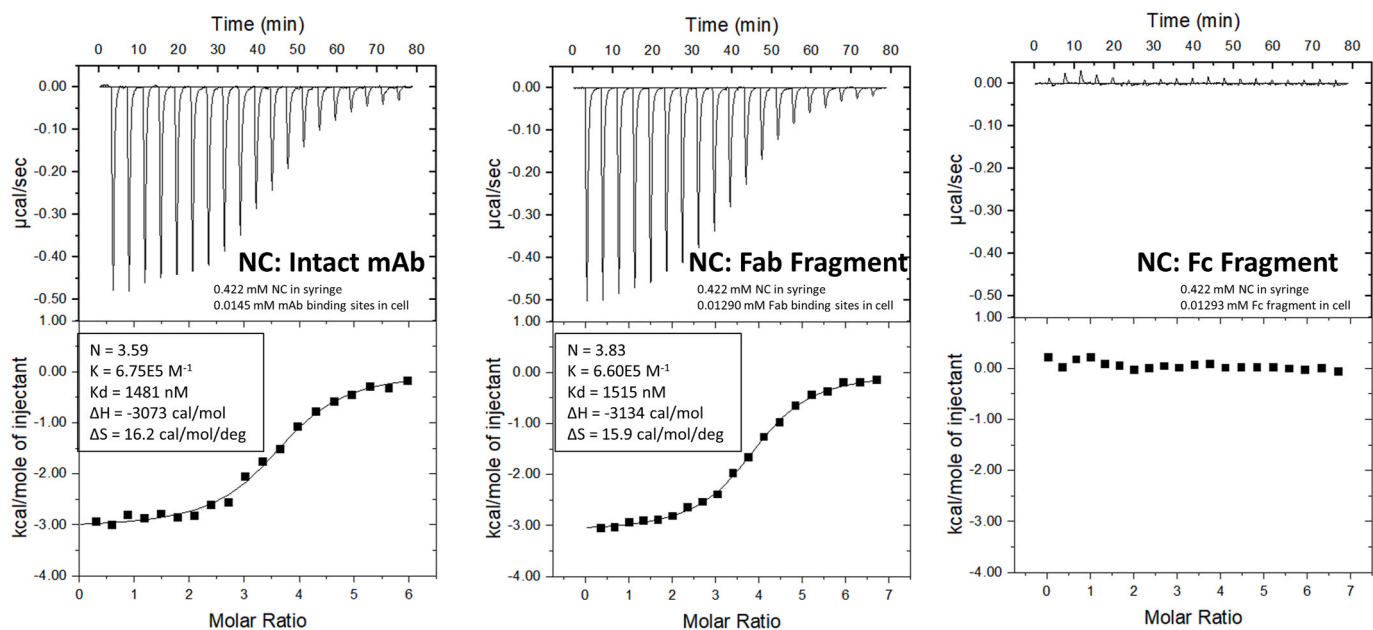 Time (min)
0 10 20 30 40 50 60 70 80
0.00
-0.10
-0.20
-0.30
-0.40
-0.50
µcal/sec
NC: Intact mAb
0.422 mM NC in syringe
0.0145 mM mAb binding sites in cell
1.00
0.00
-1.00
-2.00
-3.00
-4.00
kcal/mole of injectant
N = 3.59
K = 6.75E5 M⁻¹
Kd = 1481 nM
ΔH = -3073 cal/mol
ΔS = 16.2 cal/mol/deg
0 1 2 3 4 5 6
Molar Ratio
Time (min)
0 10 20 30 40 50 60 70 80
0.00
-0.10
-0.20
-0.30
-0.40
-0.50
µcal/sec
NC: Fab Fragment
0.422 mM NC in syringe
0.01290 mM Fab binding sites in cell
1.00
0.00
-1.00
-2.00
-3.00
-4.00
kcal/mole of injectant
N = 3.83
K = 6.60E5 M⁻¹
Kd = 1515 nM
ΔH = -3134 cal/mol
ΔS = 15.9 cal/mol/deg
0 1 2 3 4 5 6 7
Molar Ratio
Time (min)
0 10 20 30 40 50 60 70 80
0.00
-0.10
-0.20
-0.30
-0.40
-0.50
µcal/sec
NC: Fc Fragment
0.422 mM NC in syringe
0.01293 mM Fc fragment in cell
1.00
0.00
-1.00
-2.00
-3.00
-4.00
kcal/mole of injectant
0 1 2 3 4 5 6 7
Molar Ratio